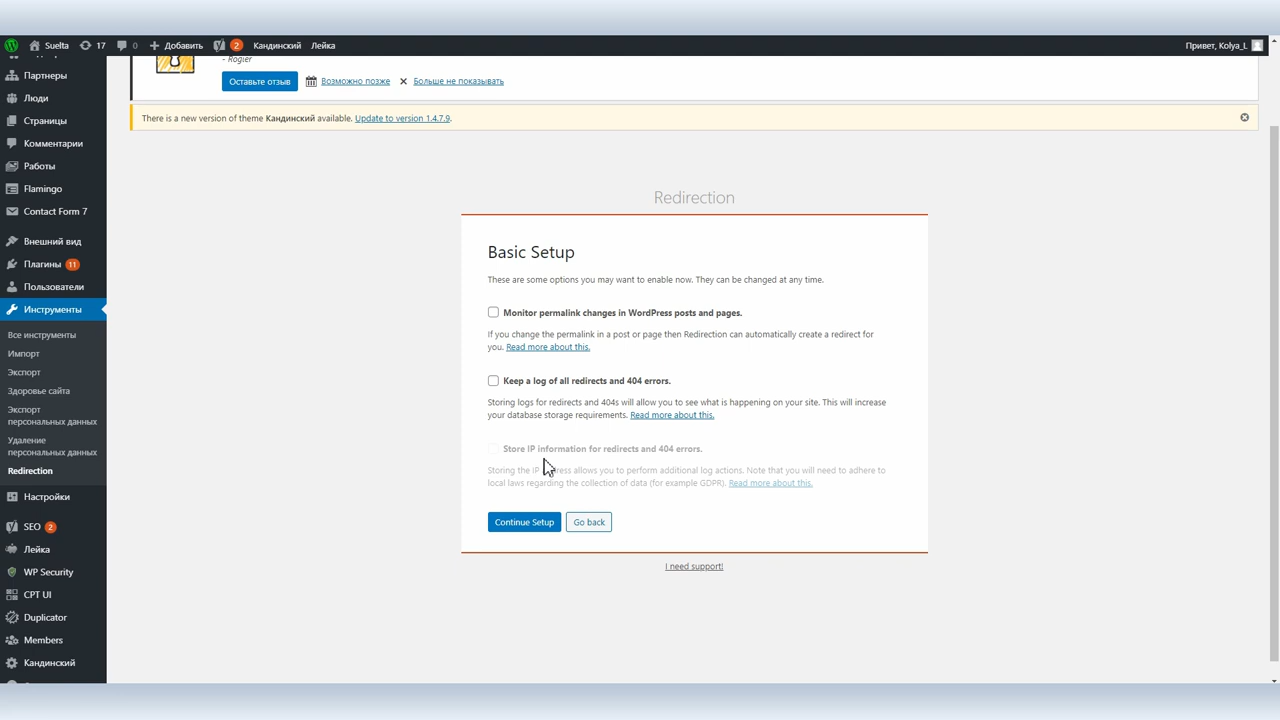 Suelta
17
0
Добавить
2
Кандинский
Лейка
Привет, Kolya_L
- Rogier
Оставьте отзыв
Возможно позже
Больше не показывать
There is a new version of theme Кандинский available. Update to version 1.4.7.9.
Партнеры
Люди
Страницы
Комментарии
Работы
Flamingo
Contact Form 7
Внешний вид
Плагины 11
Пользователи
Инструменты
Все инструменты
Импорт
Экспорт
Здоровье сайта
Экспорт
персональных данных
Удаление
персональных данных
Redirection
Настройки
SEO 2
Лейка
WP Security
CPT UI
Duplicator
Members
Кандинский
Redirection
Basic Setup
These are some options you may want to enable now. They can be changed at any time.
Monitor permalink changes in WordPress posts and pages.
If you change the permalink in a post or page then Redirection can automatically create a redirect for
you. Read more about this.
Keep a log of all redirects and 404 errors.
Storing logs for redirects and 404s will allow you to see what is happening on your site. This will increase
your database storage requirements. Read more about this.
Store IP information for redirects and 404 errors.
Storing the IP address allows you to perform additional log actions. Note that you will need to adhere to
local laws regarding the collection of data (for example GDPR). Read more about this.
Continue Setup
Go back
I need support!